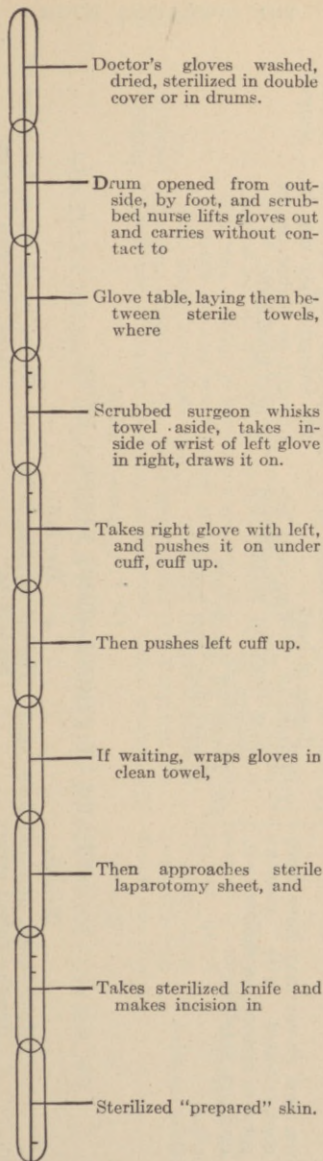 Doctor's gloves washed,
dried, sterilized in double
cover or in drums.
Drum opened from out-
side, by foot, and scrub-
bed nurse lifts gloves out
and carries without con-
tact to
Glove table, laying them be-
tween sterile towels,
where
Scrubbed surgeon whisks
towel aside, takes in-
side of wrist of left glove
in right, draws it on.
Takes right glove with left,
and pushes it on under
cuff, cuff up.
Then pushes left cuff up.
If waiting, wraps gloves in
clean towel,
Then approaches sterile
laparotomy sheet, and
Takes sterilized knife and
makes incision in
Sterilized "prepared" skin.